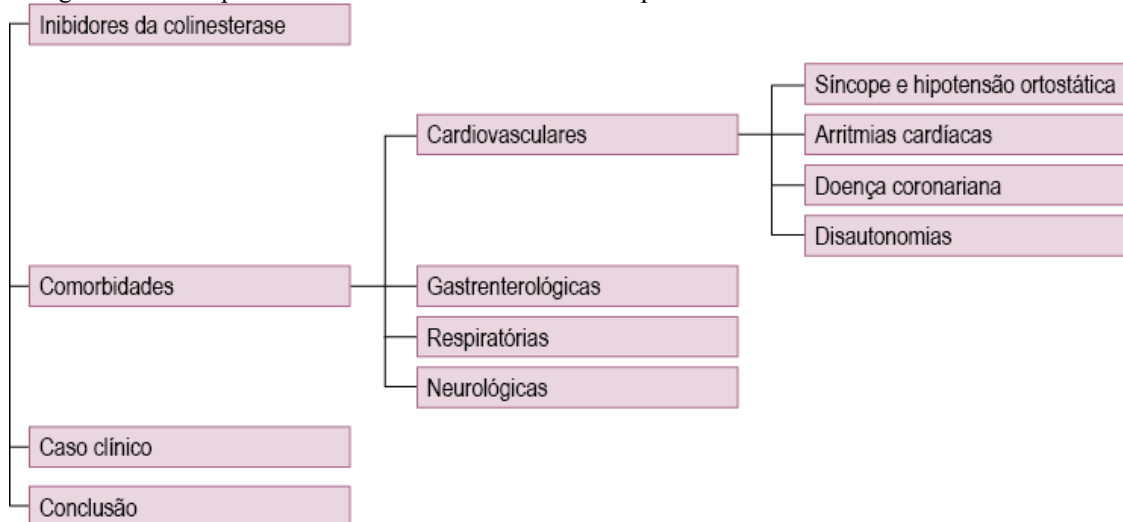 Inibidores da colinesterase
Síncope e hipotensão ortostática
Cardiovasculares
Arritmias cardíacas
Doença coronariana
Disautonomias
Comorbidades
Gastrenterológicas
Respiratórias
Neurológicas
Caso clínico
Conclusão